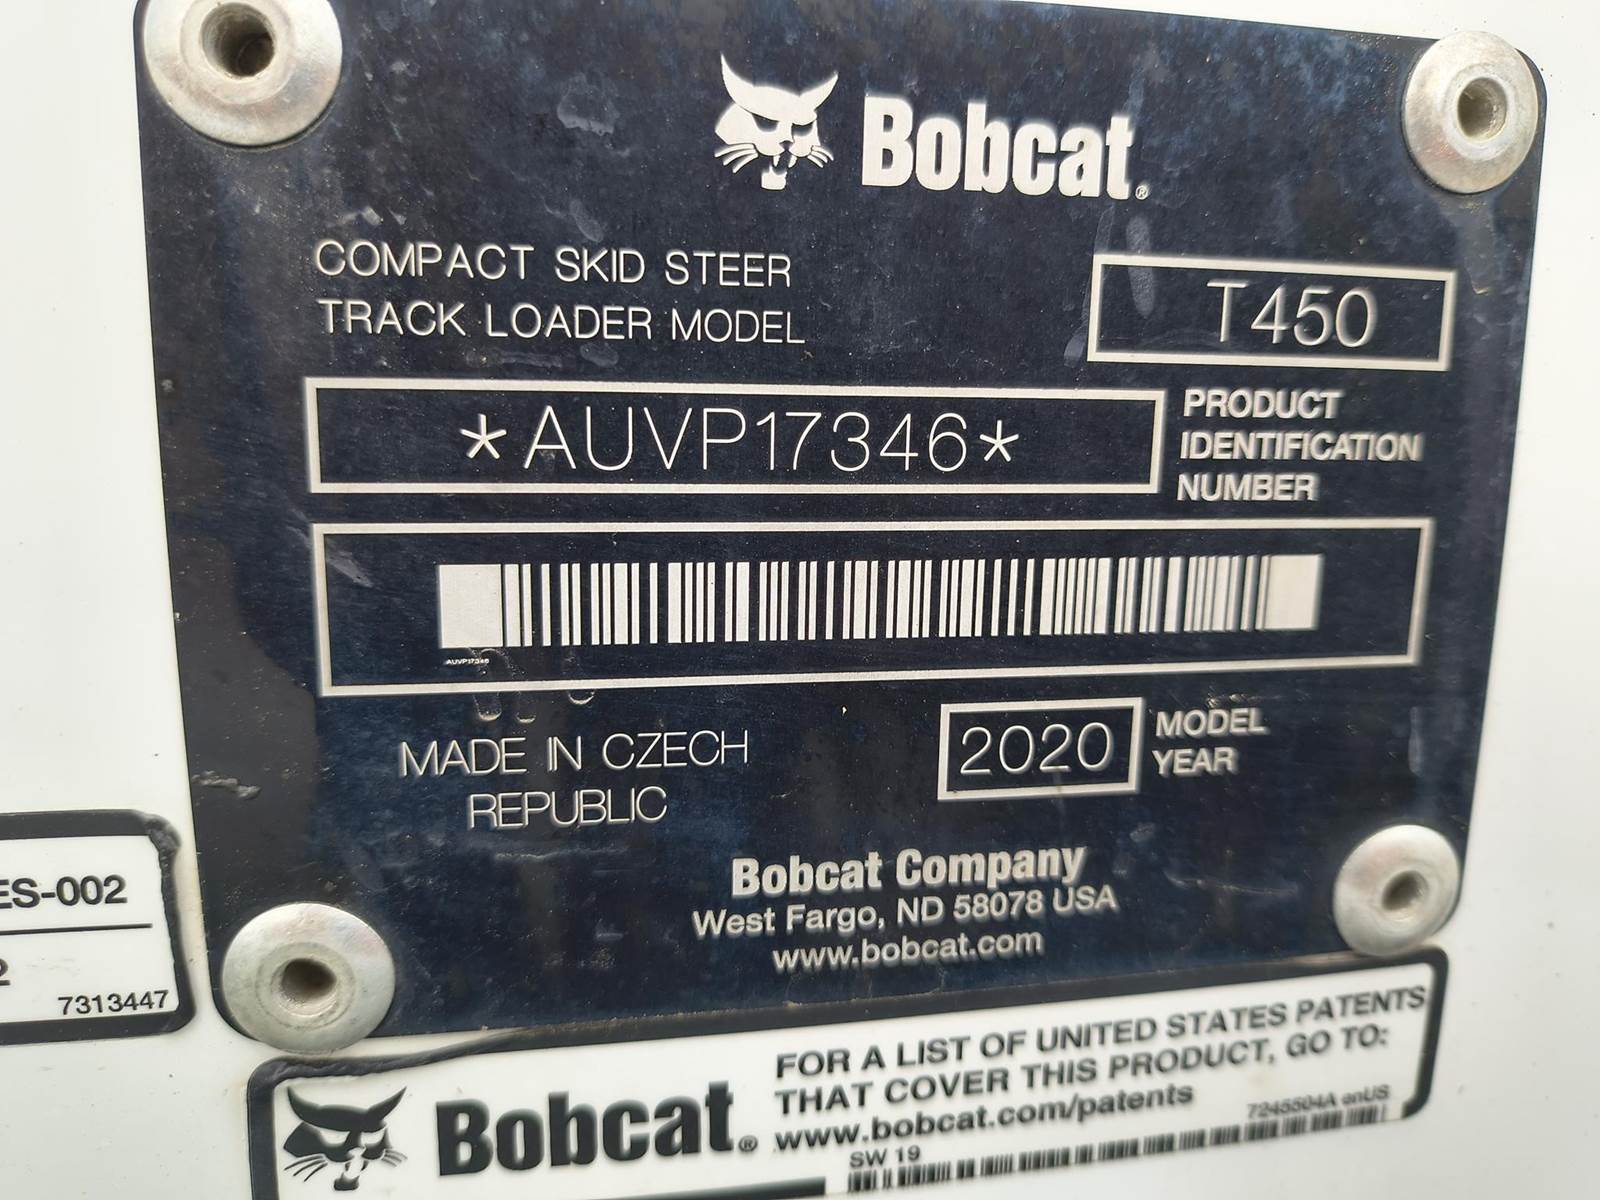 Bobcat®
COMPACT SKID STEER
TRACK LOADER MODEL
T450
*AUVP17346*
PRODUCT
IDENTIFICATION
NUMBER
AUVP17346
MADE IN CZECH
REPUBLIC
2020
MODEL
YEAR
Bobcat Company
West Fargo, ND 58078 USA
www.bobcat.com
ES-002
2
7313447
Bobcat®
FOR A LIST OF UNITED STATES PATENTS
THAT COVER THIS PRODUCT, GO TO:
www.bobcat.com/patents
7245504A enUS
SW 19